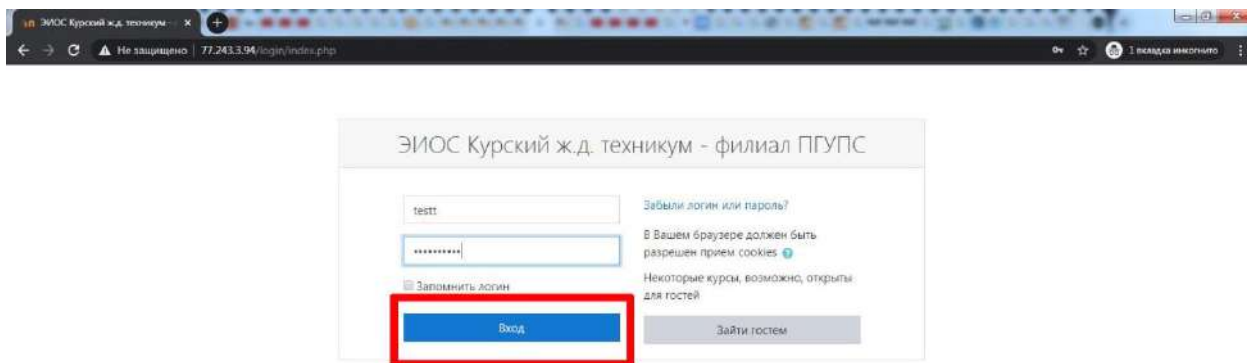 ЭИОС Курский ж.д. техникум -
Не защищено | 77.243.3.94/login/index.php
1 вкладка инкогнито
ЭИОС Курский ж.д. техникум - филиал ПГУПС
testt
Забыли логин или пароль?
В Вашем браузере должен быть
разрешен прием cookies
••••••••••
Запомнить логин
Некоторые курсы, возможно, открыты
для гостей
Вход
Зайти гостем